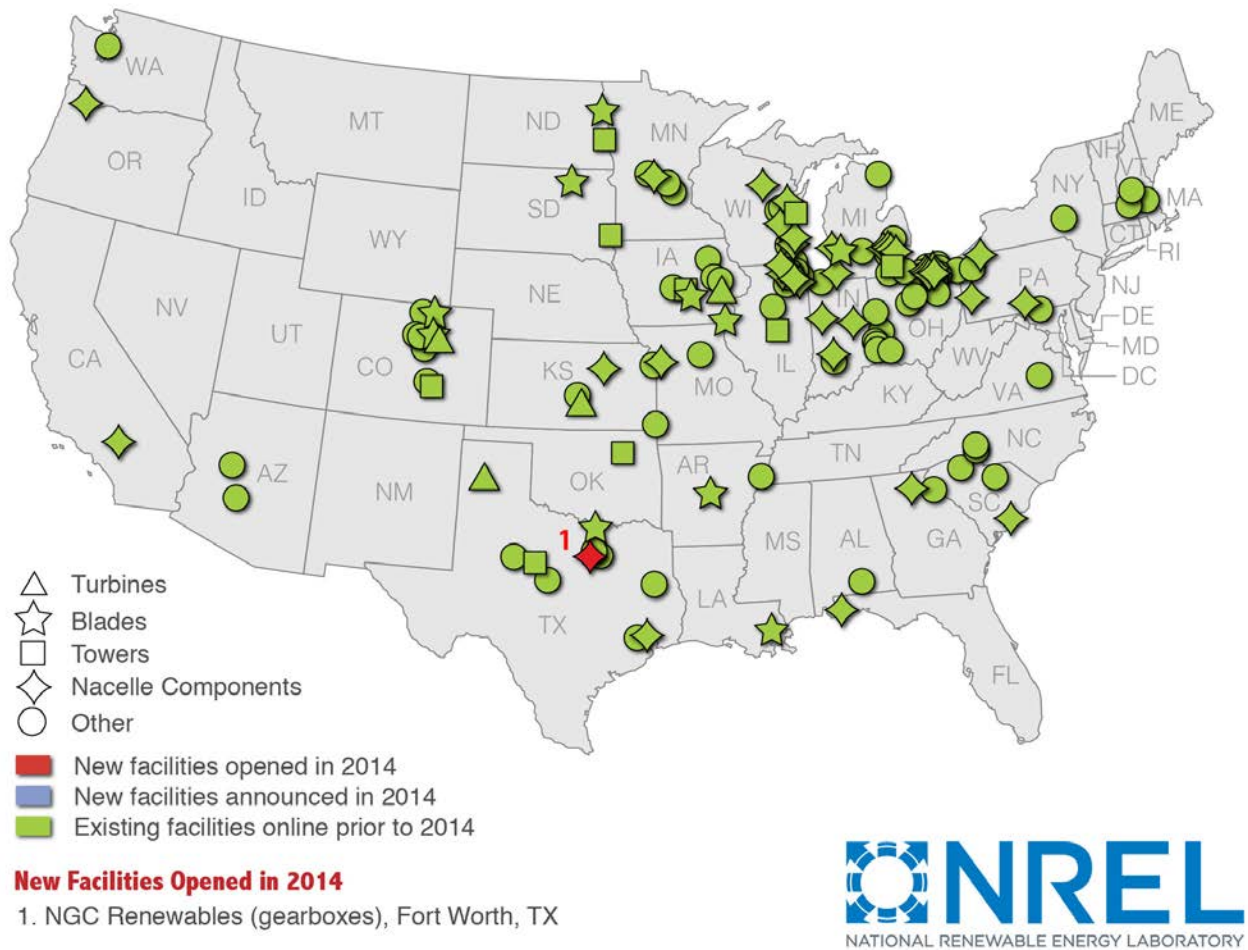 WA
ME
MT
ND
MN
OR
NH
VT
ID
SD
WI
MI
NY
MA
WY
CT
RI
IA
PA
NE
NJ
NV
IN
OH
DE
UT
MD
CA
CO
IL
WV
KS
MO
VA
DC
KY
NC
TN
AZ
AR
OK
NM
SC
1
MS
AL
GA
LA
TX
FL
Turbines
Blades
Towers
Nacelle Components
Other
New facilities opened in 2014
New facilities announced in 2014
Existing facilities online prior to 2014
New Facilities Opened in 2014
1. NGC Renewables (gearboxes), Fort Worth, TX
NREL
NATIONAL RENEWABLE ENERGY LABORATORY